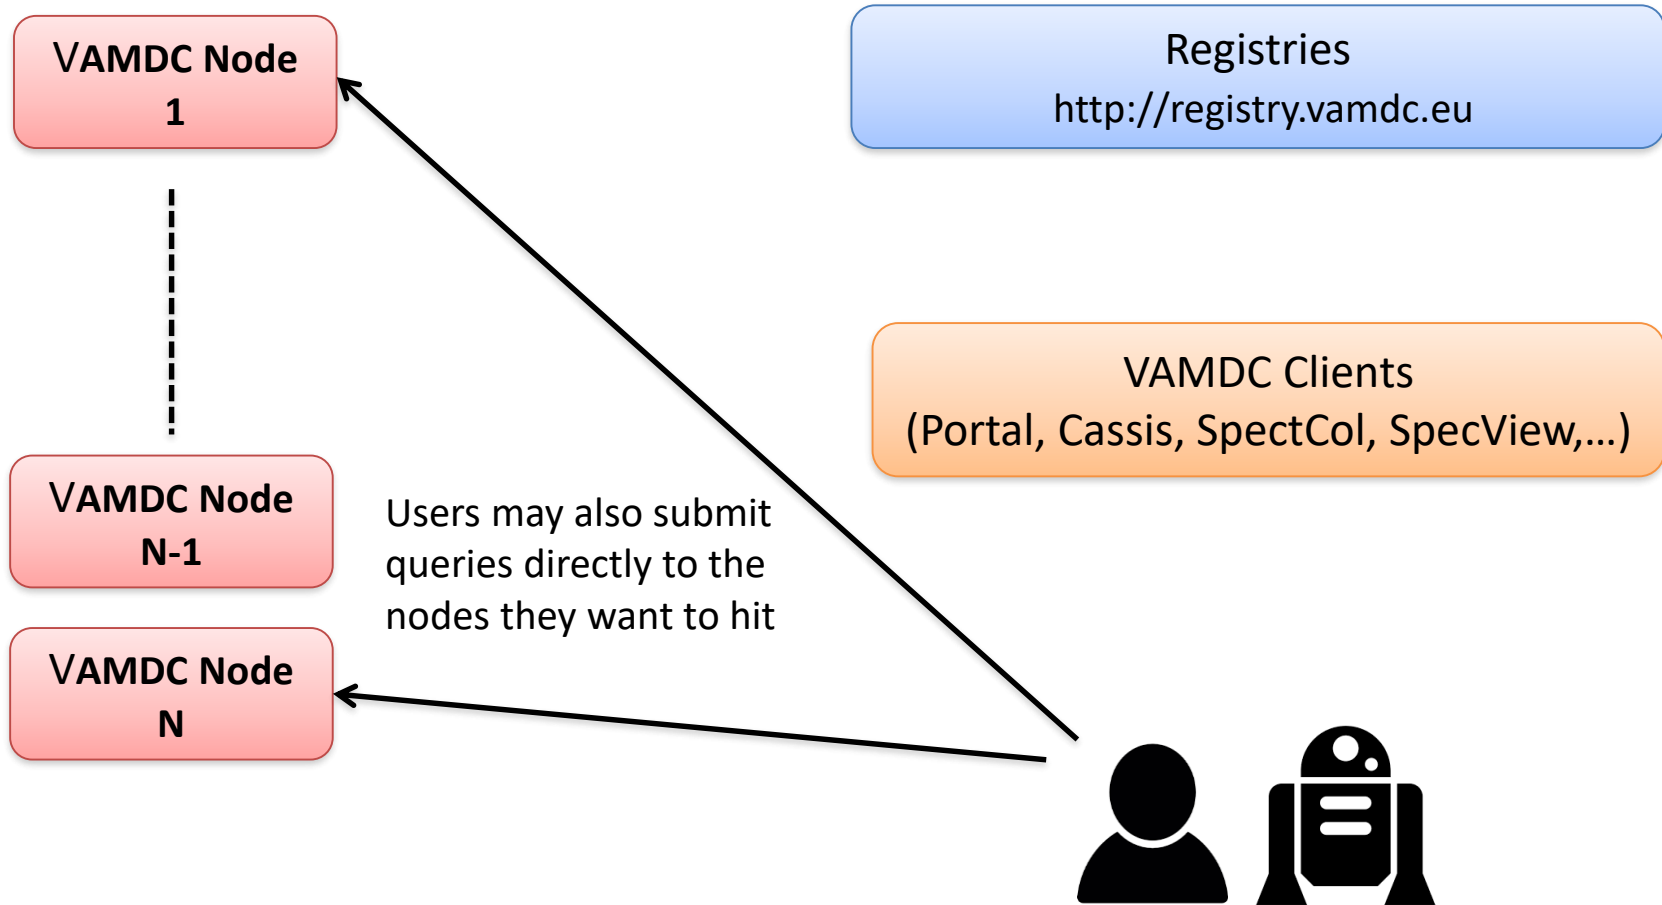 VAMDC Node
1
Registries
http://registry.vamdc.eu
VAMDC Clients
(Portal, Cassis, SpectCol, SpecView,...)
VAMDC Node
N-1
Users may also submit
queries directly to the
nodes they want to hit
VAMDC Node
N